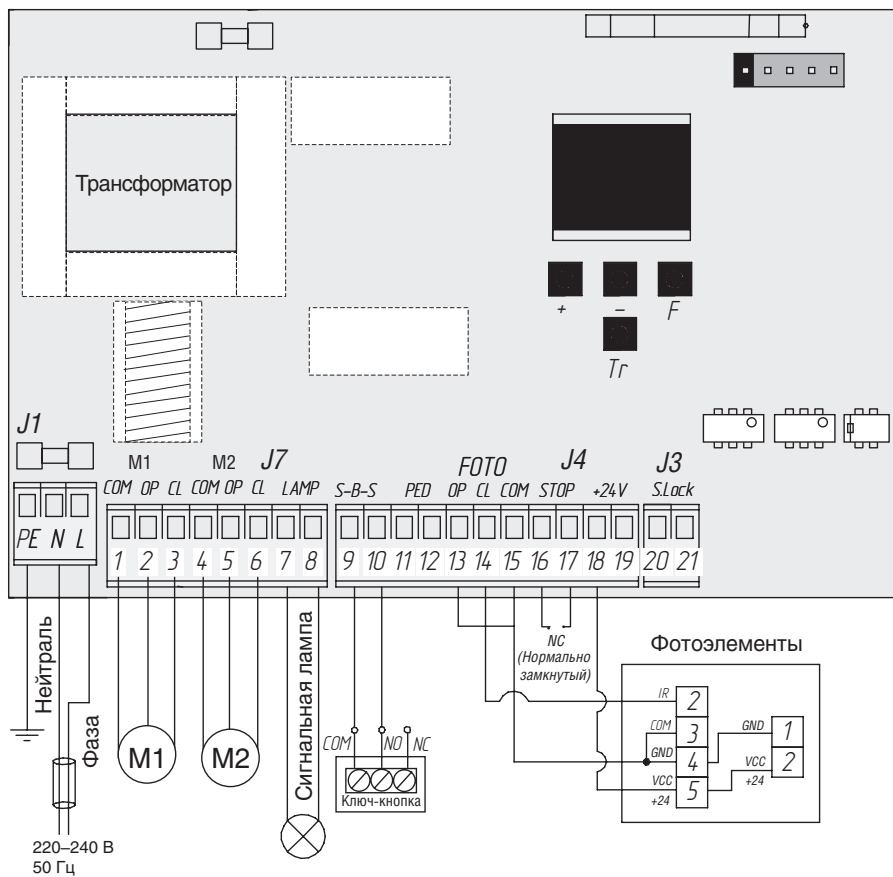 Трансформатор
+ – F
Tr
J1
M1 M2 J7
COM OP CL COM OP CL LAMP
FOTO J4 J3
S-B-S PED OP CL COM STOP +24V S.Lock
PE N L
1 2 3 4 5 6 7 8
9 10 11 12 13 14 15 16 17 18 19
20 21
Нейтраль
Фаза
220–240 В
50 Гц
M1
M2
Сигнальная лампа
COM NO NC
Ключ-кнопка
NC
(Нормально
замкнутый)
Фотоэлементы
IR 2
COM 3
GND 4
VCC 5
+24
GND 1
VCC 2
+24